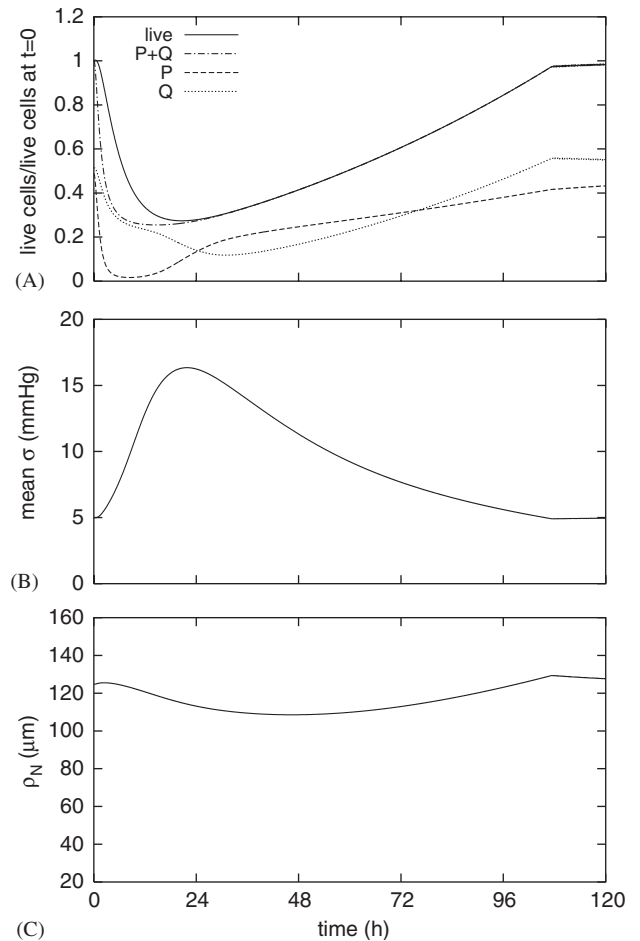 1.2
1
0.8
0.6
0.4
0.2
0
live cells/live cells at t=0
live
P+Q
P
Q
(A)
20
15
10
5
0
mean σ (mmHg)
(B)
160
140
120
100
80
60
40
20
ρN (μm)
0 24 48 72 96 120
time (h)
(C)